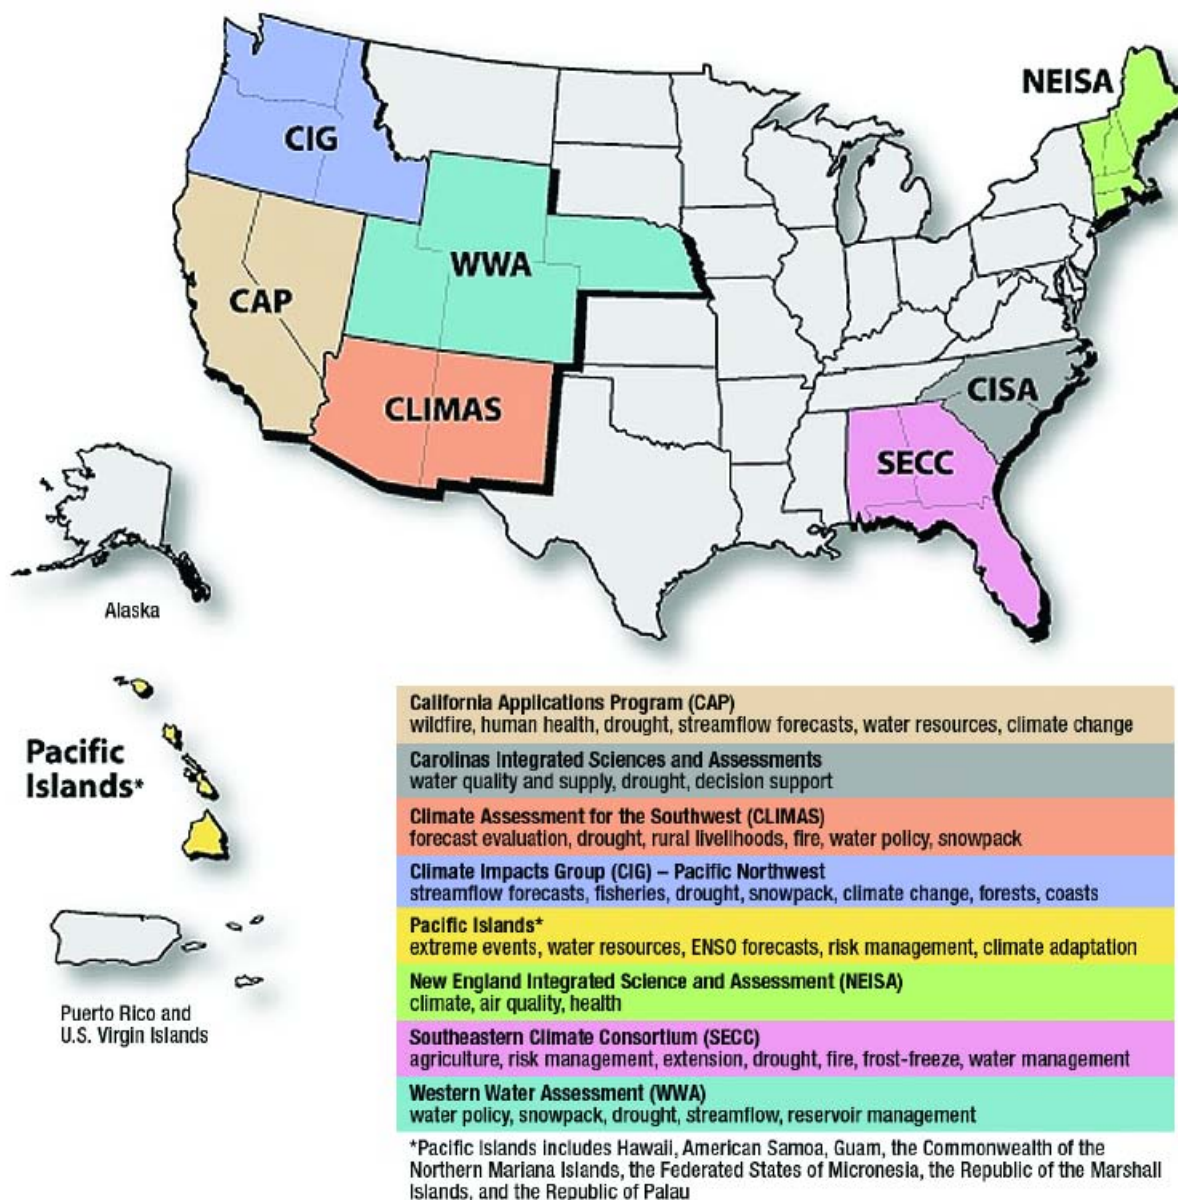 NEISA
CIG
WWA
CAP
CISA
CLIMAS
SECC
Alaska
Pacific
Islands*
Puerto Rico and
U.S. Virgin Islands
California Applications Program (CAP)
wildfire, human health, drought, streamflow forecasts, water resources, climate change
Carolinas Integrated Sciences and Assessments
water quality and supply, drought, decision support
Climate Assessment for the Southwest (CLIMAS)
forecast evaluation, drought, rural livelihoods, fire, water policy, snowpack
Climate Impacts Group (CIG) – Pacific Northwest
streamflow forecasts, fisheries, drought, snowpack, climate change, forests, coasts
Pacific Islands*
extreme events, water resources, ENSO forecasts, risk management, climate adaptation
New England Integrated Science and Assessment (NEISA)
climate, air quality, health
Southeastern Climate Consortium (SECC)
agriculture, risk management, extension, drought, fire, frost-freeze, water management
Western Water Assessment (WWA)
water policy, snowpack, drought, streamflow, reservoir management
*Pacific Islands includes Hawaii, American Samoa, Guam, the Commonwealth of the
Northern Mariana Islands, the Federated States of Micronesia, the Republic of the Marshall
Islands, and the Republic of Palau